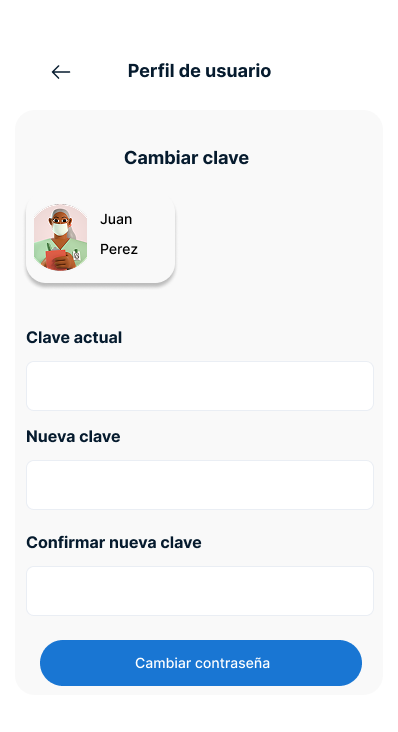 Perfil de usuario
Cambiar clave
Juan
Perez
Clave actual
Nueva clave
Confirmar nueva clave
Cambiar contraseña